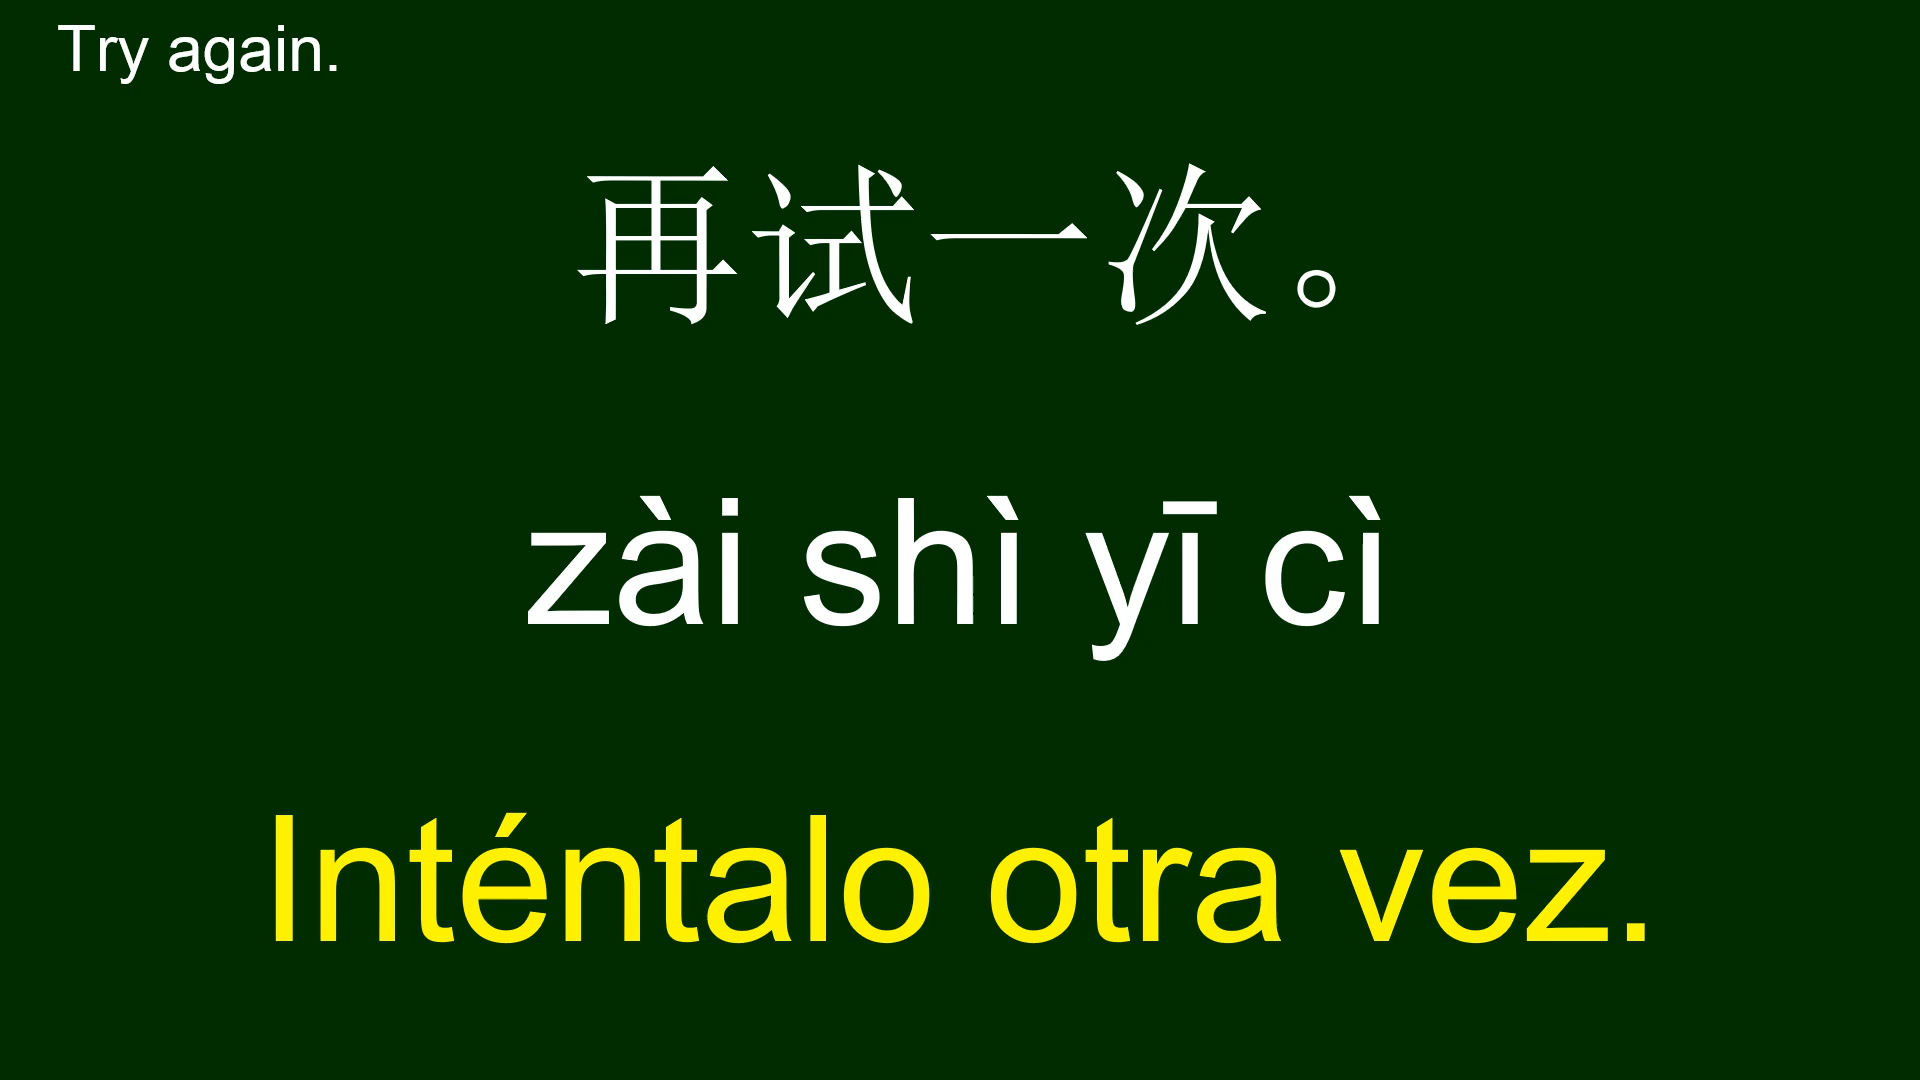 Try again.
再试一次。
zài shì yī cì
Inténtalo otra vez.